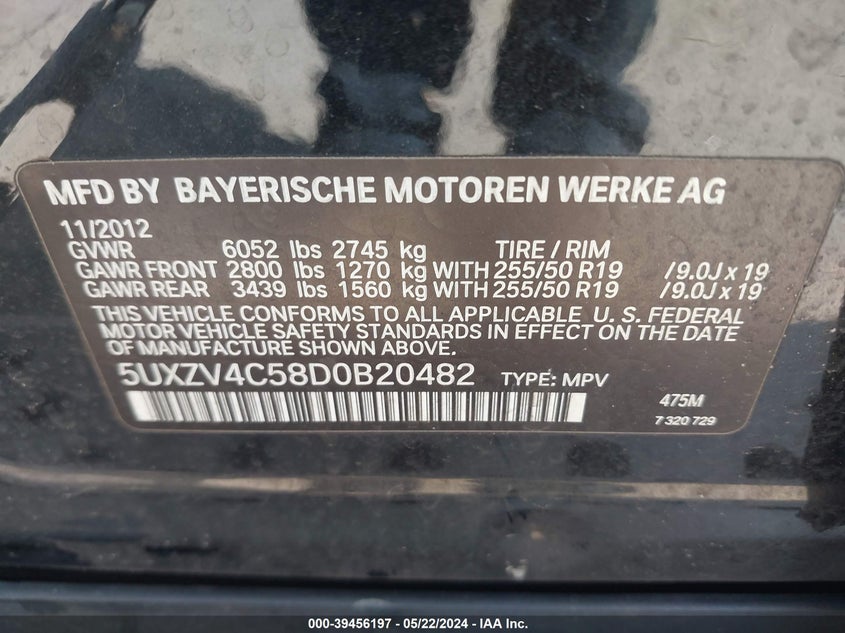 MFD BY BAYERISCHE MOTOREN WERKE AG
11/2012
GVWR 6052 lbs 2745 kg TIRE / RIM
GAWR FRONT 2800 lbs 1270 kg WITH 255/50 R19 /9.0J x 19
GAWR REAR 3439 lbs 1560 kg WITH 255/50 R19 /9.0J x 19
THIS VEHICLE CONFORMS TO ALL APPLICABLE U. S. FEDERAL
MOTOR VEHICLE SAFETY STANDARDS IN EFFECT ON THE DATE
OF MANUFACTURE SHOWN ABOVE.
5UXZV4C58D0B20482 TYPE: MPV
475M
7 320 729
000-39456197 - 05/22/2024 - IAA Inc.